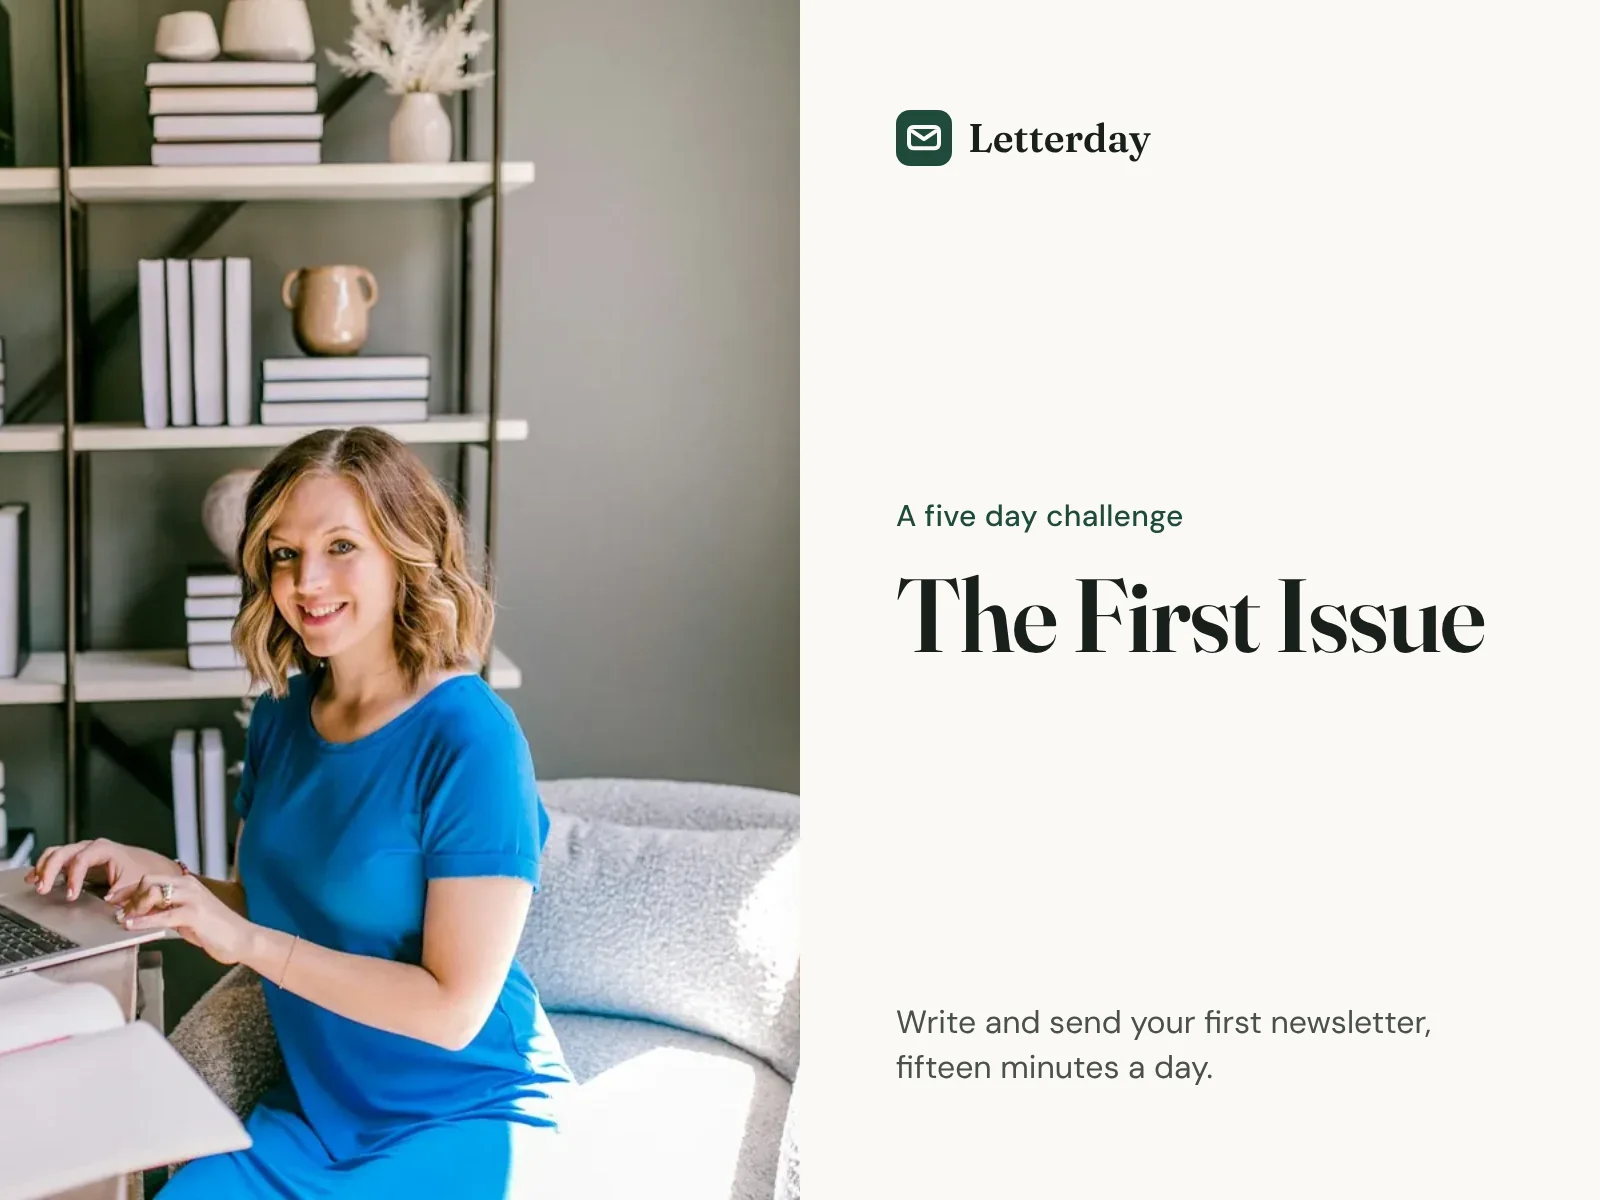 Letterday
A five day challenge
The First Issue
Write and send your first newsletter,
fifteen minutes a day.